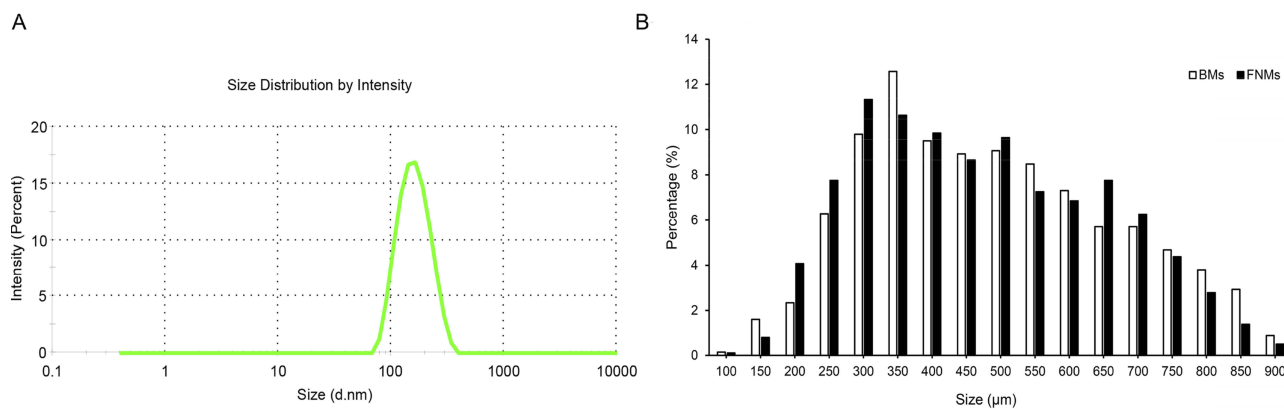 A
Size Distribution by Intensity
Intensity (Percent)
20
15
10
5
0
0.1 1 10 100 1000 10000
Size (d.nm)
B
Percentage (%)
14
12
10
8
6
4
2
0
BMs FNMs
100 150 200 250 300 350 400 450 500 550 600 650 700 750 800 850 900
Size (µm)